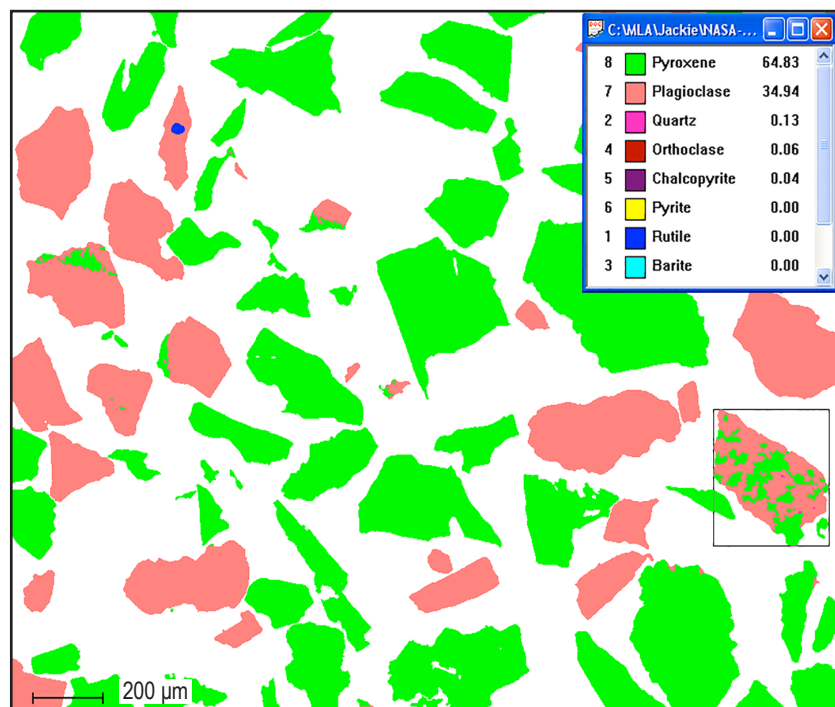 C:\MLA\Jackie\NASA-...
8 Pyroxene 64.83
7 Plagioclase 34.94
2 Quartz 0.13
4 Orthoclase 0.06
5 Chalcopyrite 0.04
6 Pyrite 0.00
1 Rutile 0.00
3 Barite 0.00
200 µm